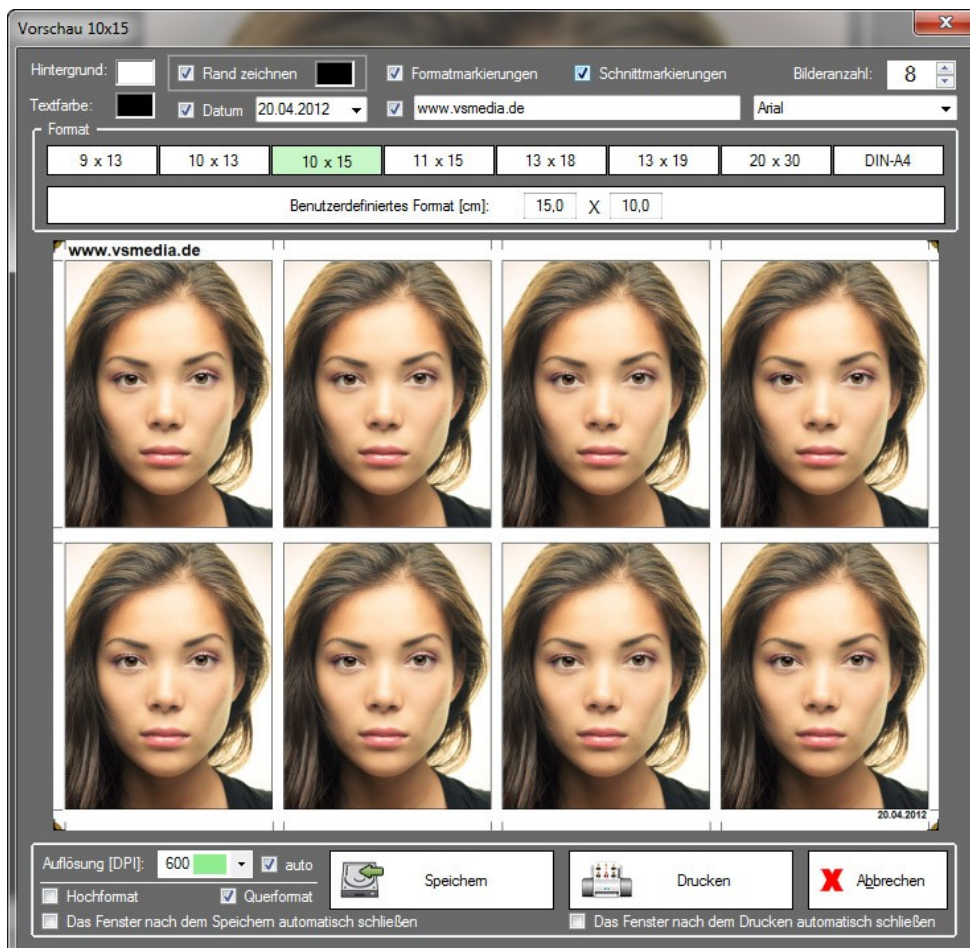 Vorschau 10x15
Hintergrund: Rand zeichnen Formatmarkierungen Schnittmarkierungen Bilderanzahl: 8
Textfarbe: Datum 20.04.2012 www.vsmedia.de Arial
Format
9 x 13 10 x 13 10 x 15 11 x 15 13 x 18 13 x 19 20 x 30 DIN-A4
Benutzerdefiniertes Format [cm]: 15,0 X 10,0
www.vsmedia.de
20.04.2012
Auflösung [DPI]: 600 auto Speichern Drucken X Abbrechen
Hochformat Querformat
Das Fenster nach dem Speichern automatisch schließen Das Fenster nach dem Drucken automatisch schließen